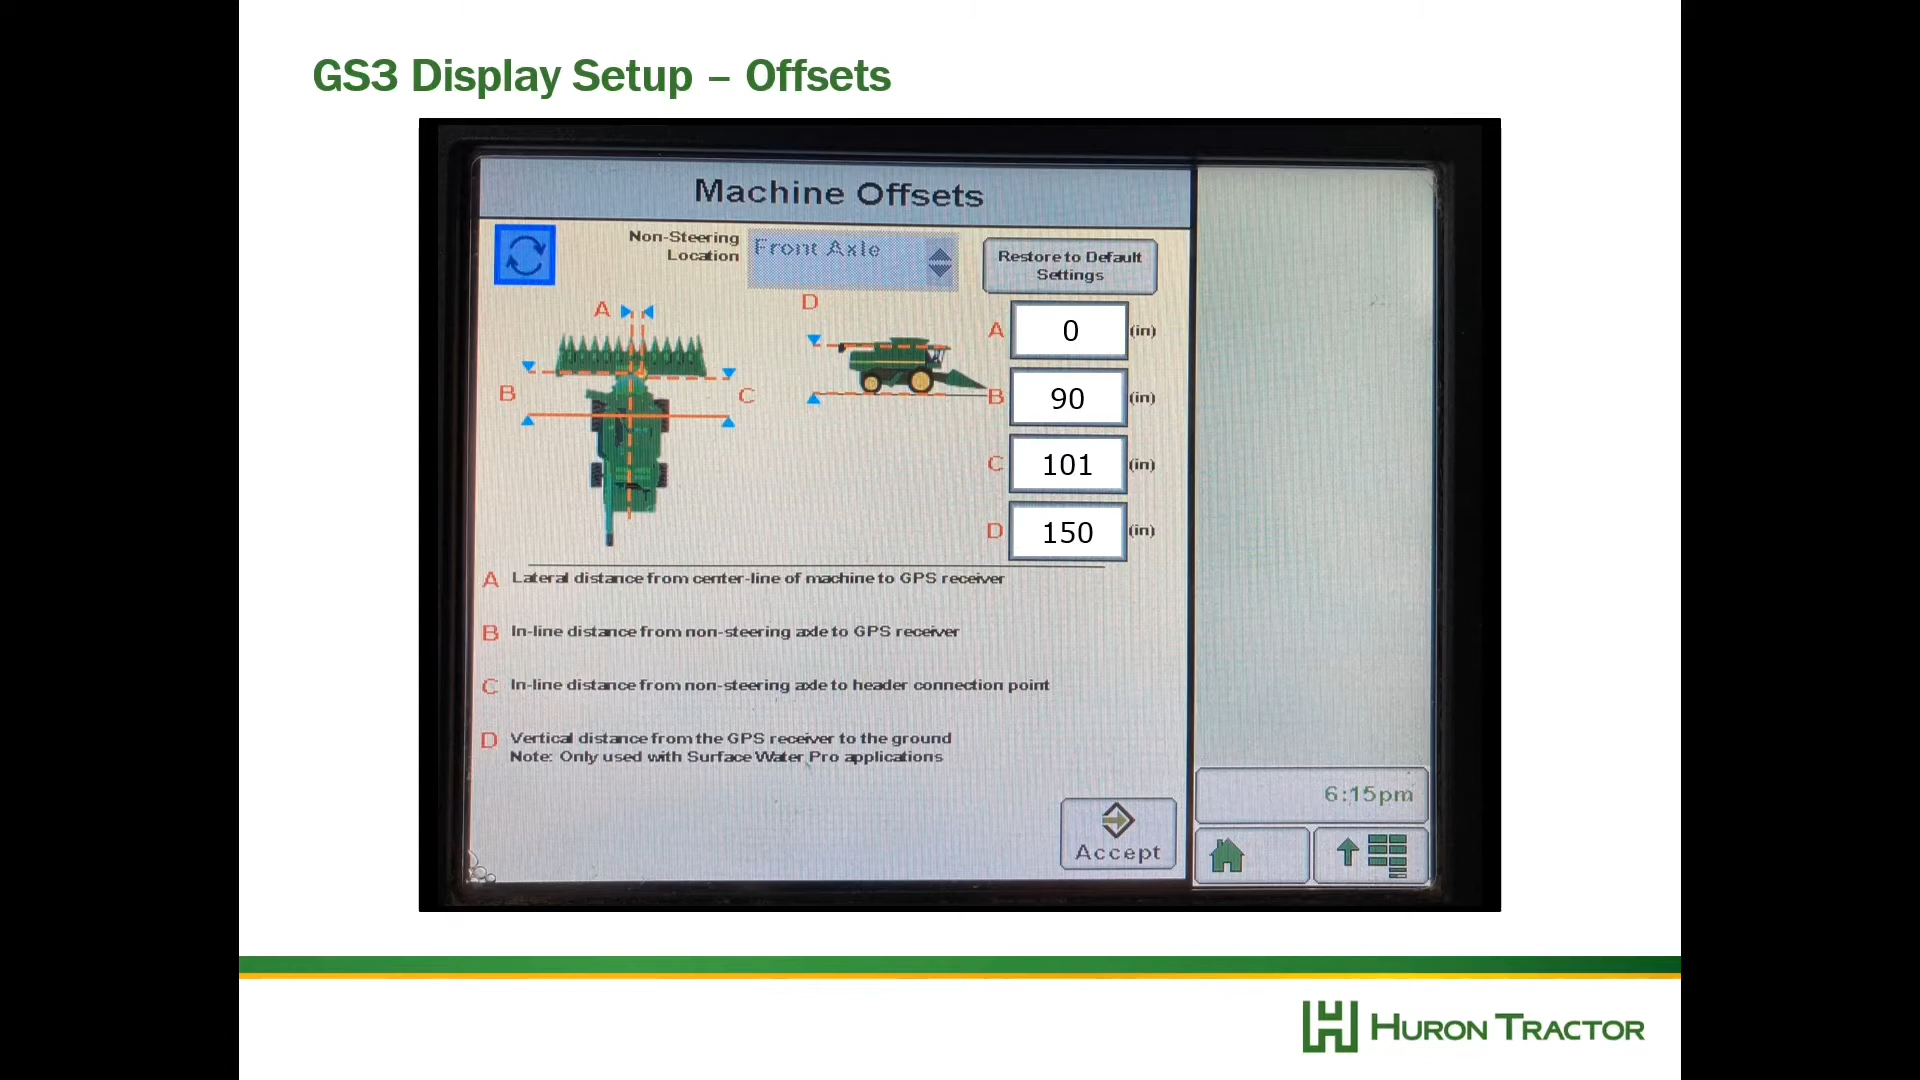 GS3 Display Setup – Offsets
Machine Offsets
Non-Steering
Location
Front Axle
Restore to Default
Settings
A
D
B
C
A 0 (in)
B 90 (in)
C 101 (in)
D 150 (in)
A Lateral distance from center-line of machine to GPS receiver
B In-line distance from non-steering axle to GPS receiver
C In-line distance from non-steering axle to header connection point
D Vertical distance from the GPS receiver to the ground
Note: Only used with Surface Water Pro applications
Accept
6:15pm
HURON TRACTOR